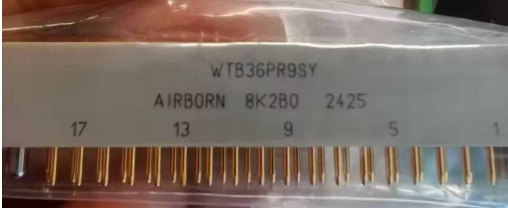 WTB36PR9SY
AIRBORN 8K2B0 2425
17 13 9 5 1